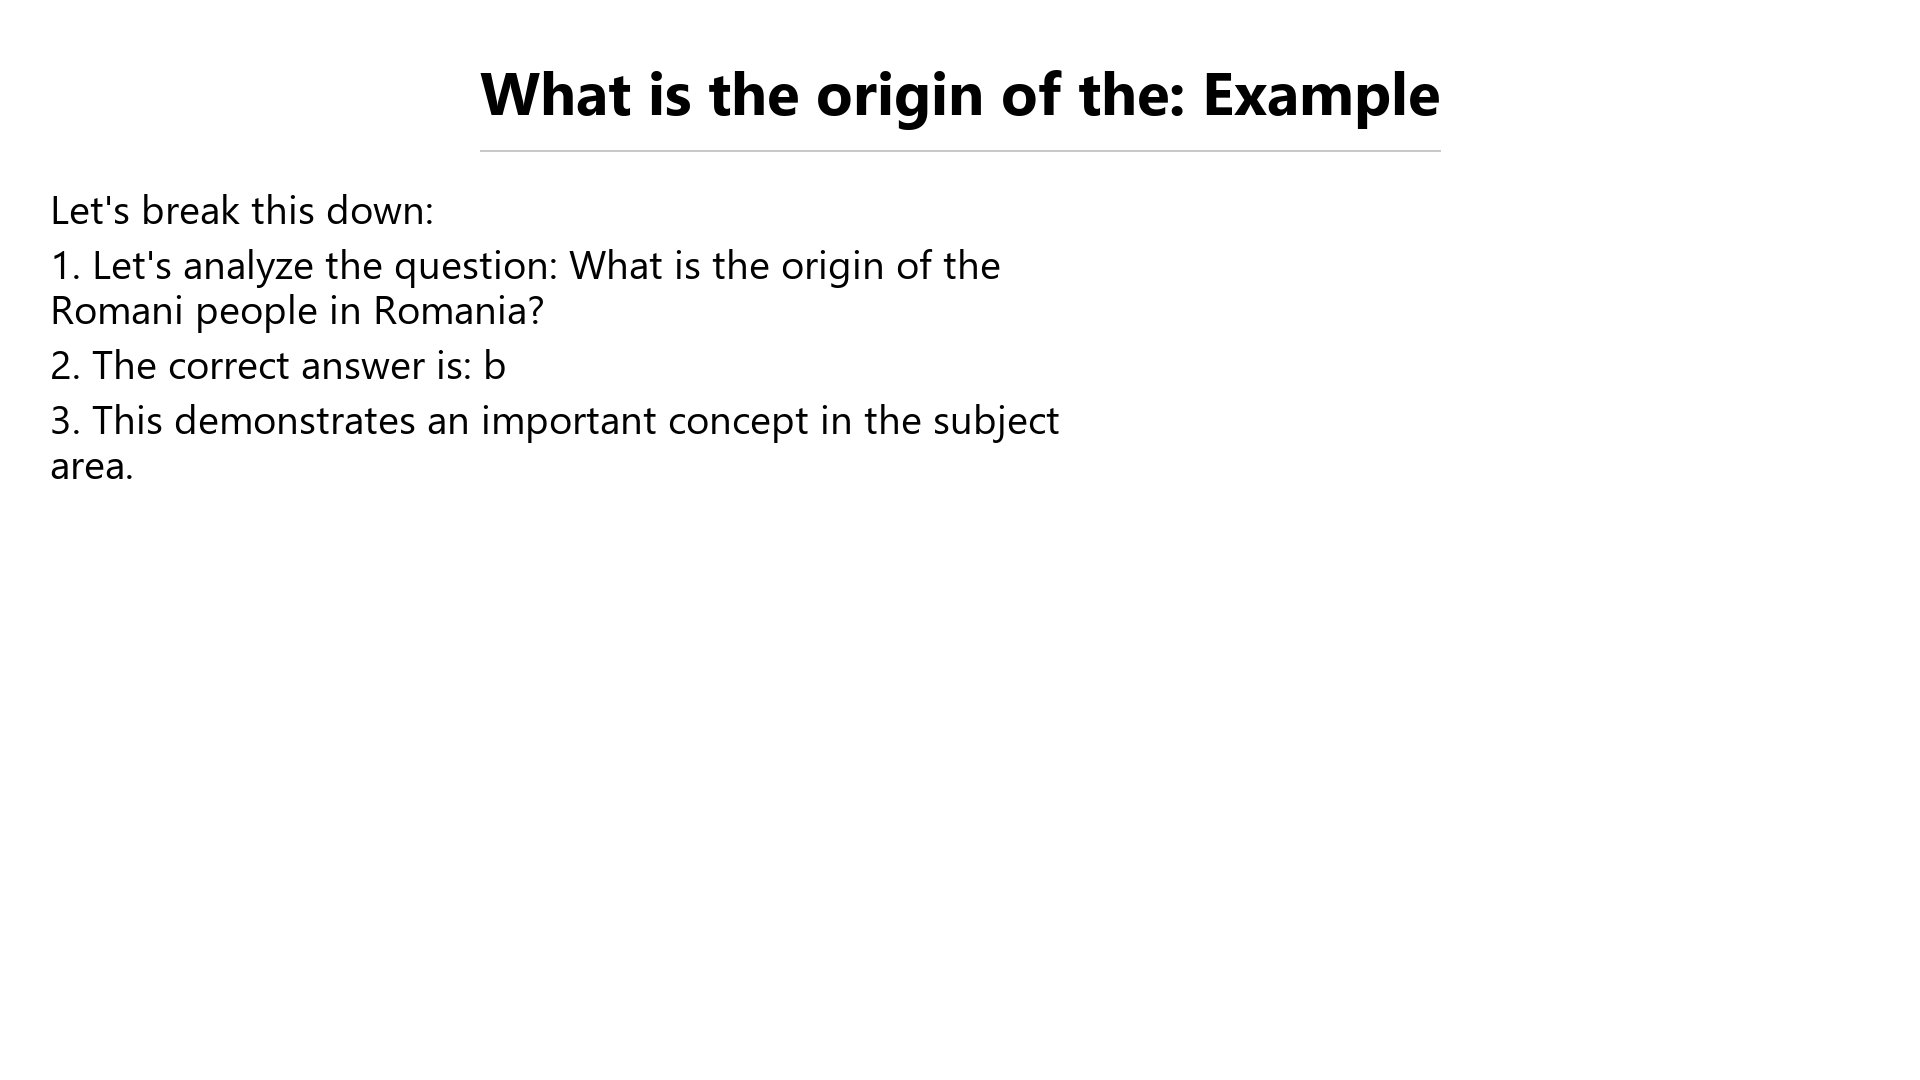 What is the origin of the: Example
Let's break this down:
1. Let's analyze the question: What is the origin of the
Romani people in Romania?
2. The correct answer is: b
3. This demonstrates an important concept in the subject
area.